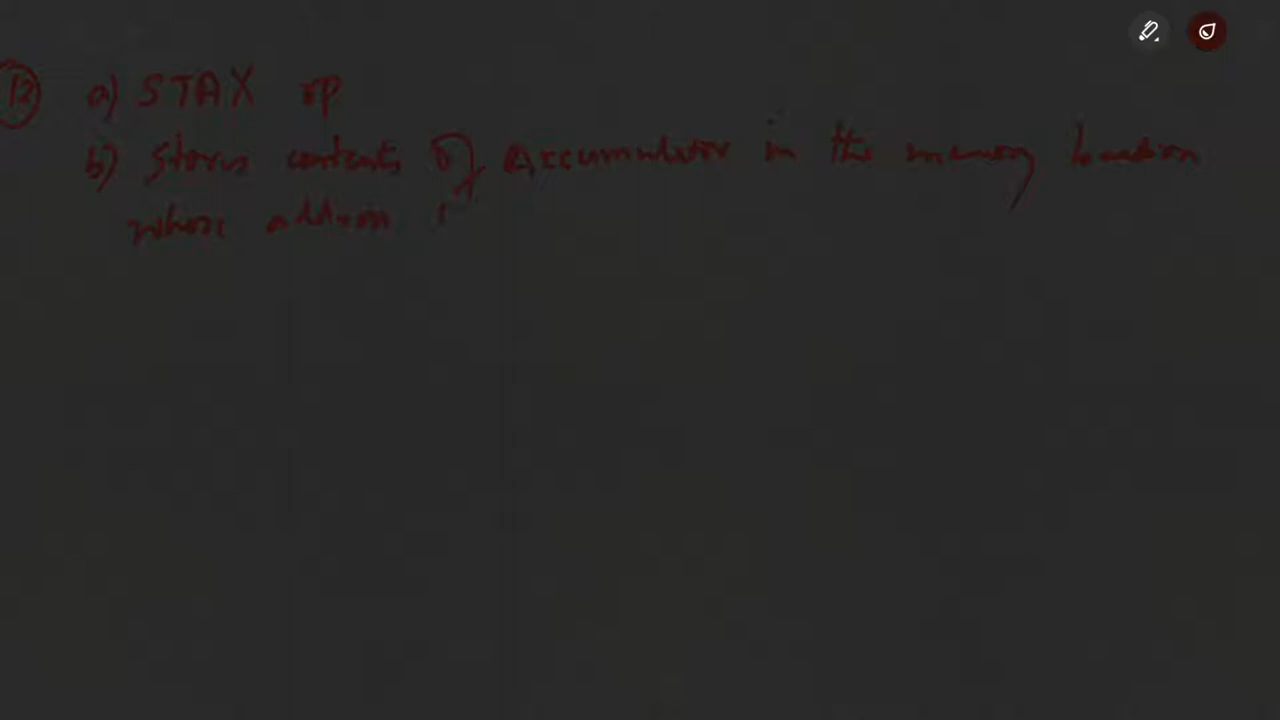 12 a) STAX rp
b) Stores contents of Accumulator in the memory location
whose address i